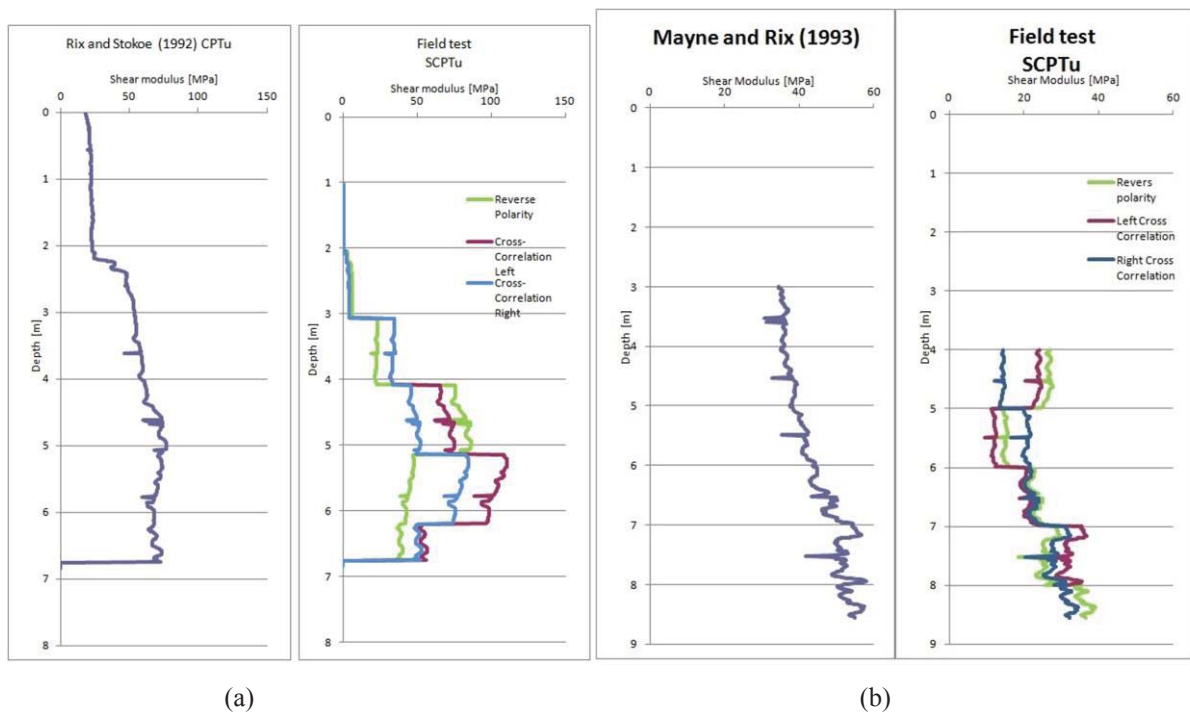 Rix and Stokoe (1992) CPTu
Shear modulus [MPa]
0 50 100 150
Depth [m]
0
1
2
3
4
5
6
7
8
Field test
SCPTu
Shear modulus [MPa]
0 50 100 150
Depth [m]
0
1
2
3
4
5
6
7
8
Reverse
Polarity
Cross-
Correlation
Left
Cross-
Correlation
Right
(a)
Mayne and Rix (1993)
Shear Modulus [MPa]
0 20 40 60
Depth [m]
0
1
2
3
4
5
6
7
8
9
Field test
SCPTu
Shear Modulus [MPa]
0 20 40 60
Depth [m]
0
1
2
3
4
5
6
7
8
9
Revers
polarity
Left Cross
Correlation
Right Cross
Correlation
(b)